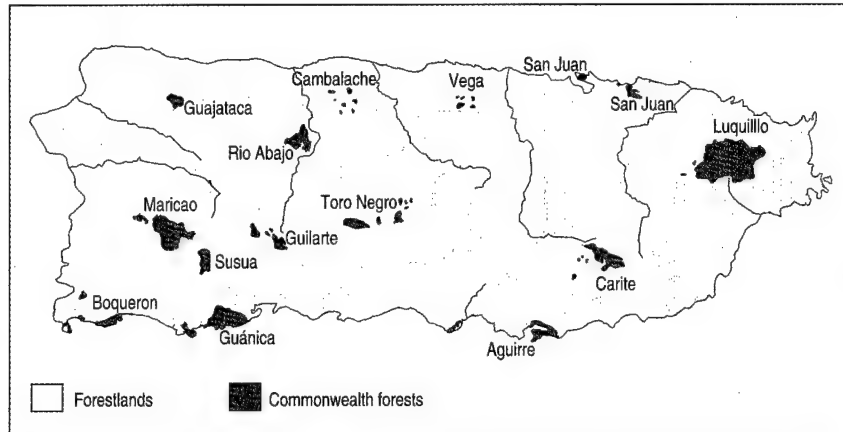 San Juan
Cambalache
Vega
Guajataca
San Juan
Luquilllo
Rio Abajo
Maricao
Toro Negro
Guilarte
Susua
Carite
Boqueron
Guánica
Aguirre
Forestlands
Commonwealth forests